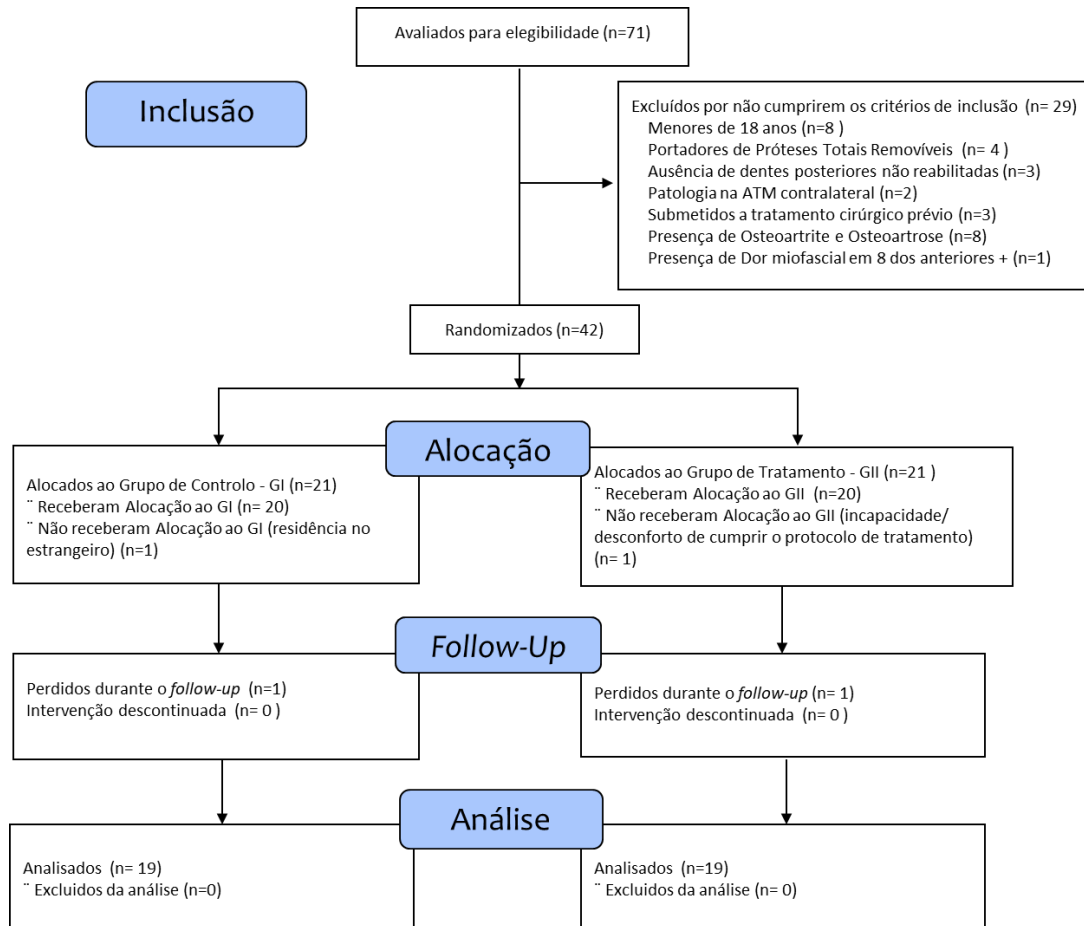 Avaliados para elegibilidade (n=71)
Inclusão
Excluídos por não cumprirem os critérios de inclusão (n= 29)
Menores de 18 anos (n=8 )
Portadores de Próteses Totais Removíveis (n= 4 )
Ausência de dentes posteriores não reabilitadas (n=3)
Patologia na ATM contralateral (n=2)
Submetidos a tratamento cirúrgico prévio (n=3)
Presença de Osteoartrite e Osteoartrose (n=8)
Presença de Dor miofascial em 8 dos anteriores + (n=1)
Randomizados (n=42)
Alocação
Alocados ao Grupo de Controlo - GI (n=21)
¨ Receberam Alocação ao GI (n= 20)
¨ Não receberam Alocação ao GI (residência no
estrangeiro) (n=1)
Alocados ao Grupo de Tratamento - GII (n=21 )
¨ Receberam Alocação ao GII (n=20)
¨ Não receberam Alocação ao GII (incapacidade/
desconforto de cumprir o protocolo de tratamento)
(n= 1)
Follow-Up
Perdidos durante o follow-up (n=1)
Intervenção descontinuada (n= 0 )
Perdidos durante o follow-up (n= 1)
Intervenção descontinuada (n= 0 )
Análise
Analisados (n= 19)
¨ Excluidos da análise (n=0)
Analisados (n=19)
¨ Excluidos da análise (n= 0)